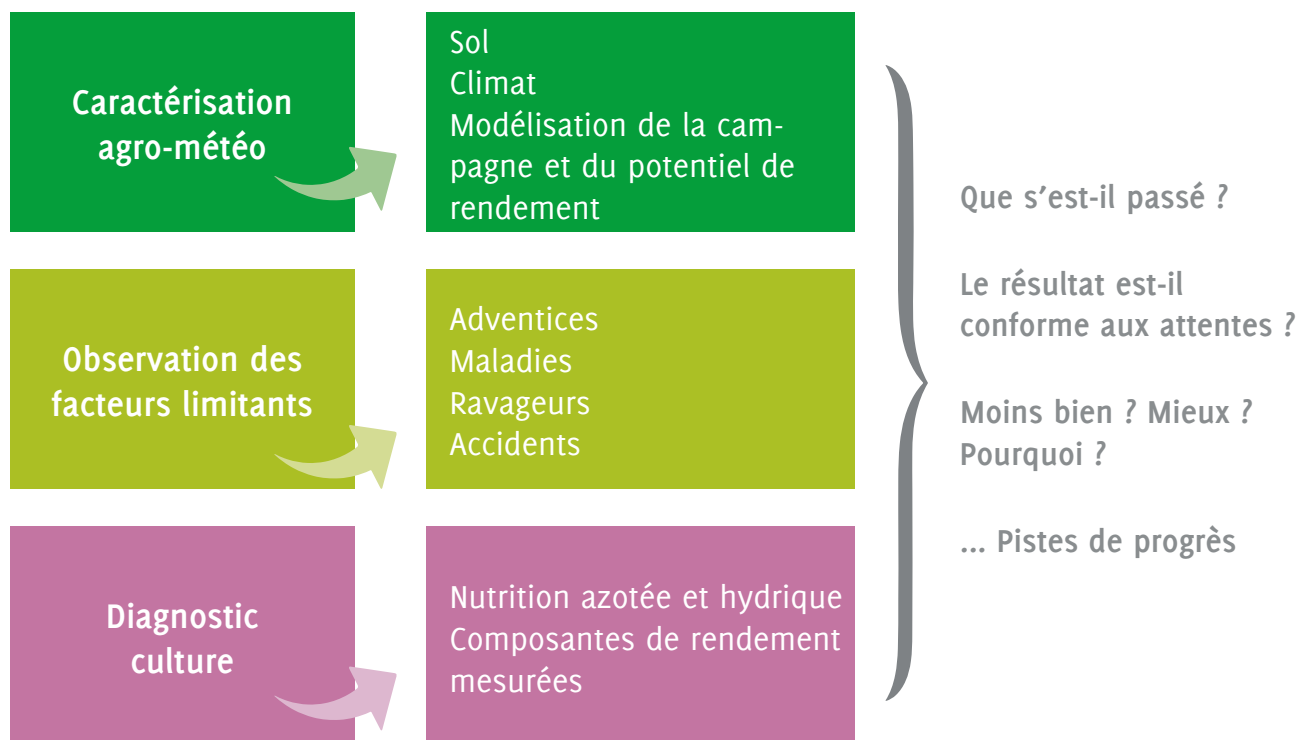 Caractérisation
agro-météo
Sol
Climat
Modélisation de la cam-
pagne et du potentiel de
rendement
Observation des
facteurs limitants
Adventices
Maladies
Ravageurs
Accidents
Diagnostic
culture
Nutrition azotée et hydrique
Composantes de rendement
mesurées
Que s’est-il passé ?
Le résultat est-il
conforme aux attentes ?
Moins bien ? Mieux ?
Pourquoi ?
... Pistes de progrès